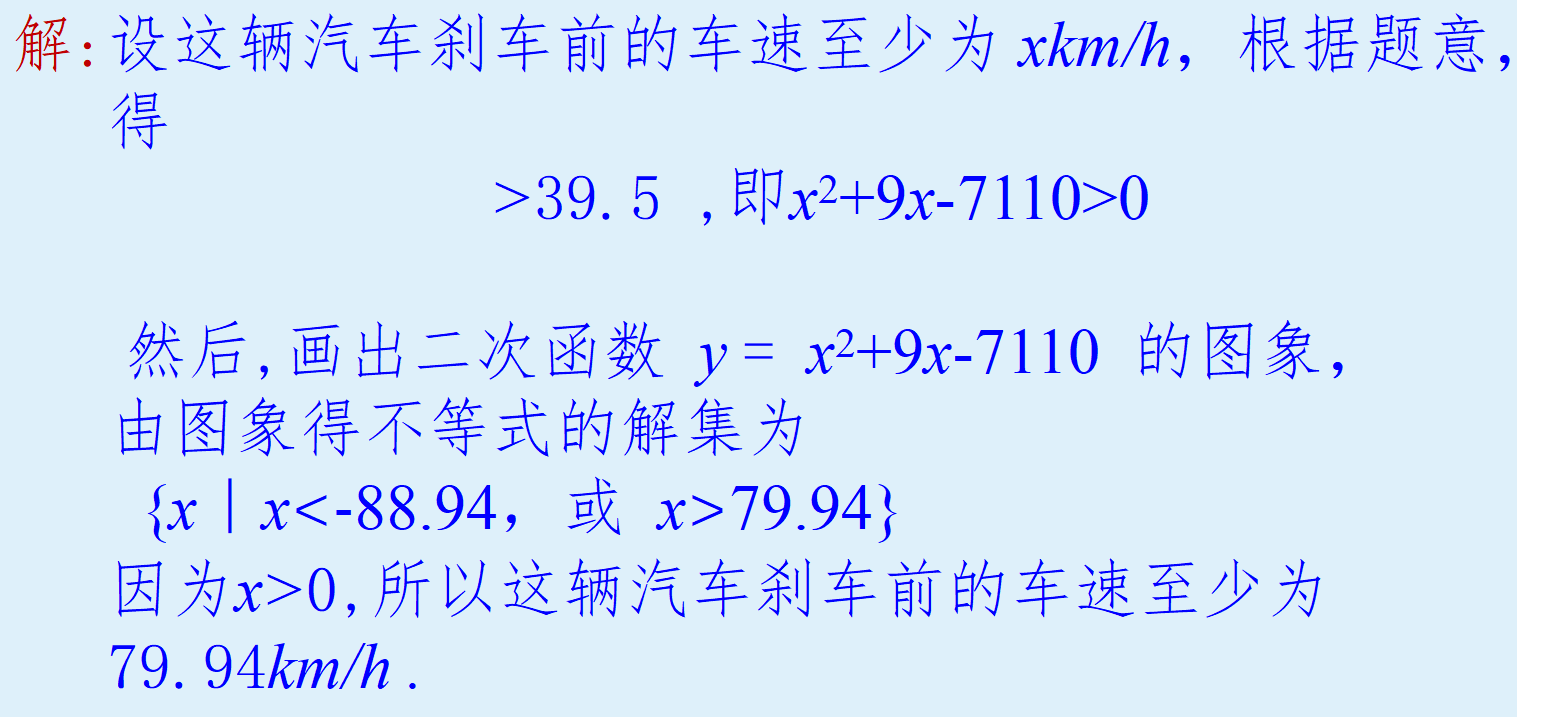 解:设这辆汽车刹车前的车速至少为 xkm/h，根据题意，
得
>39.5 ,即x²+9x-7110>0
然后,画出二次函数 y = x²+9x-7110 的图象，
由图象得不等式的解集为
{x｜x<-88.94，或 x>79.94}
因为x>0,所以这辆汽车刹车前的车速至少为
79.94km/h.